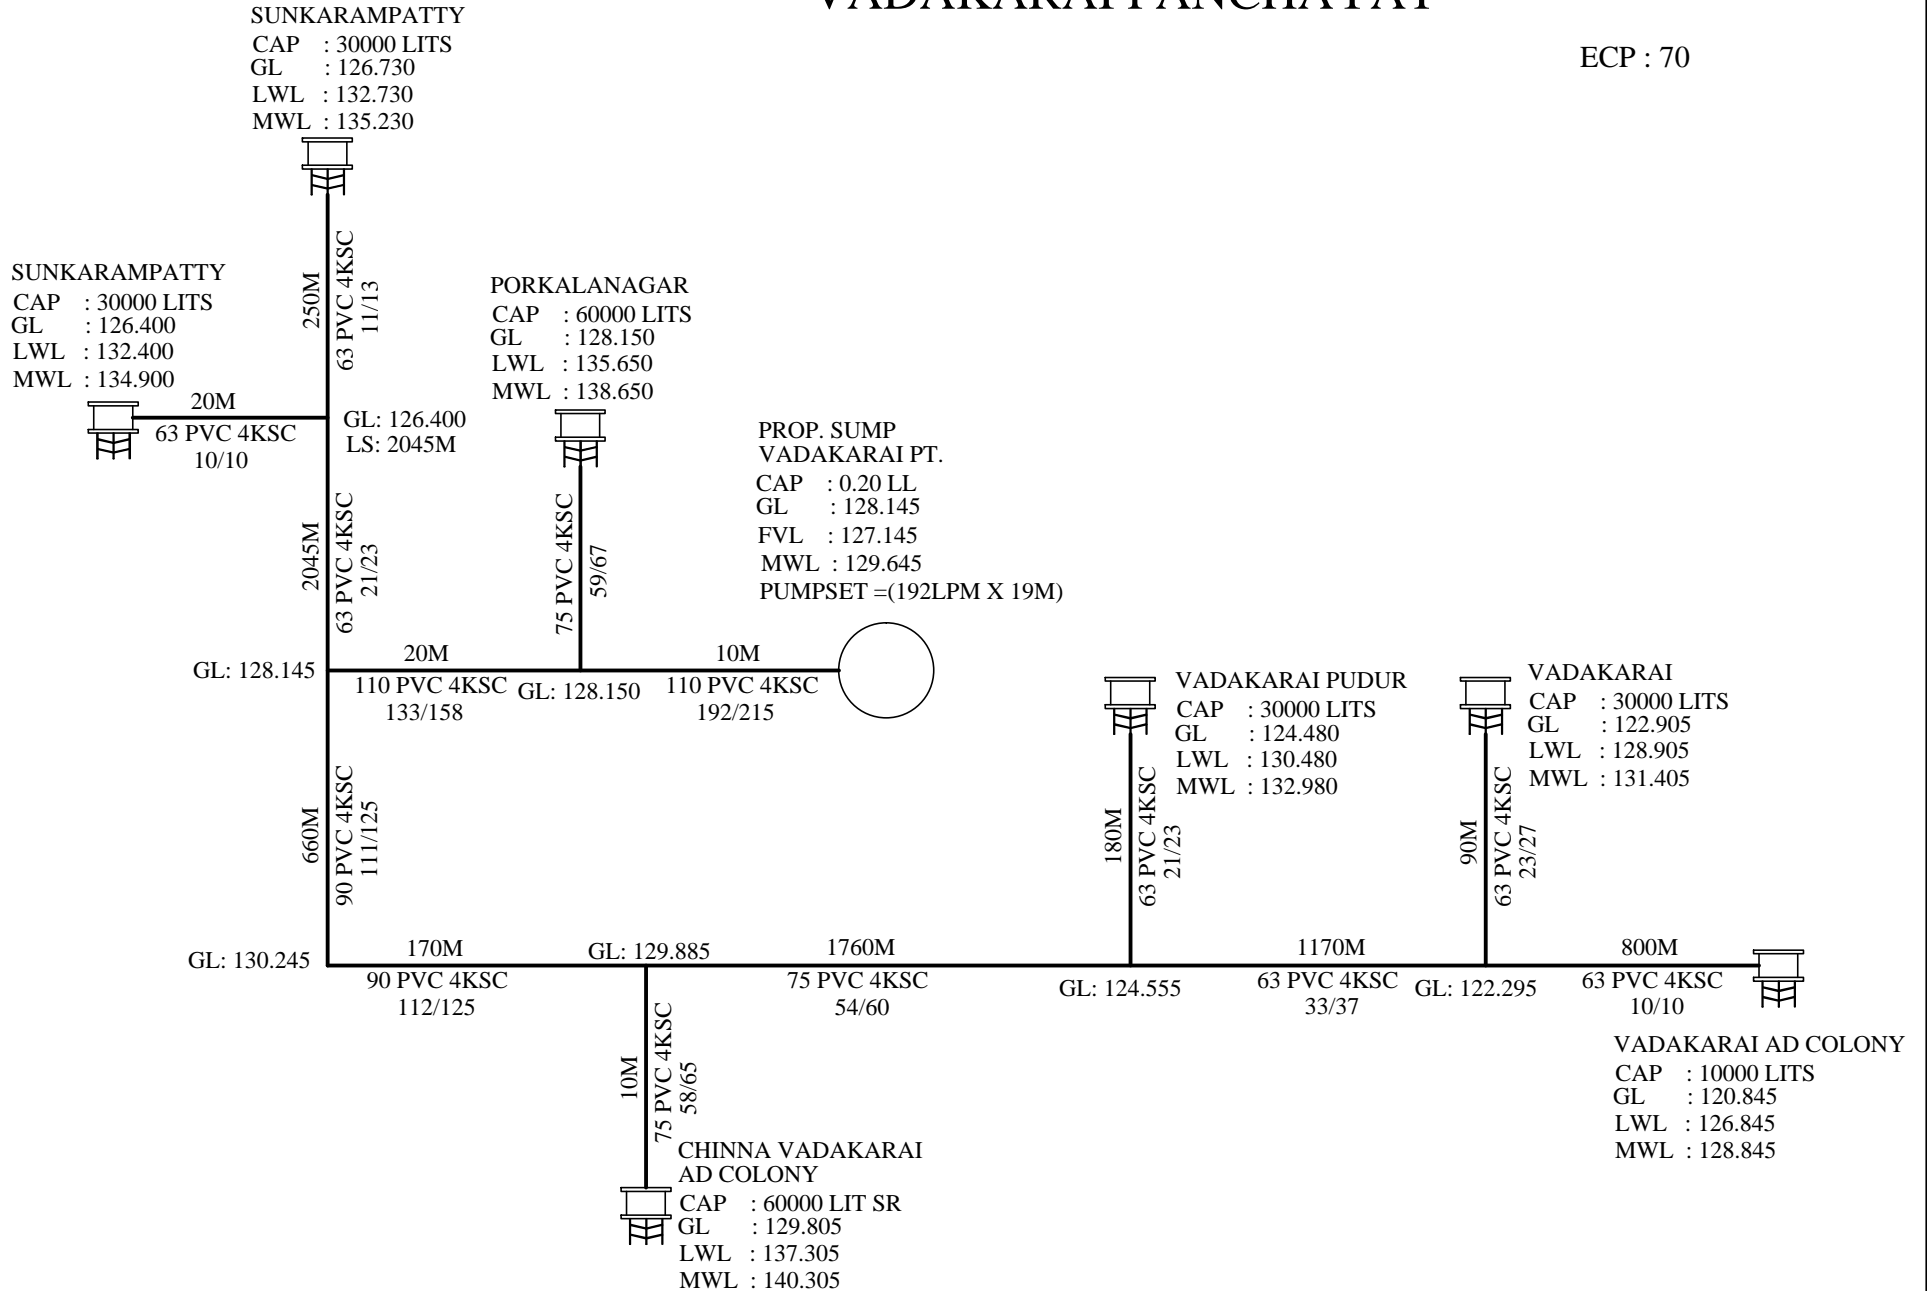 VADAKARAI PANCHAYAT
ECP : 70
SUNKARAMPATTY
CAP : 30000 LITS
GL : 126.730
LWL : 132.730
MWL : 135.230
250M
63 PVC 4KSC
11/13
SUNKARAMPATTY
CAP : 30000 LITS
GL : 126.400
LWL : 132.400
MWL : 134.900
20M
63 PVC 4KSC
10/10
GL: 126.400
LS: 2045M
PORKALANAGAR
CAP : 60000 LITS
GL : 128.150
LWL : 135.650
MWL : 138.650
PROP. SUMP
VADAKARAI PT.
CAP : 0.20 LL
GL : 128.145
FVL : 127.145
MWL : 129.645
PUMPSET =(192LPM X 19M)
2045M
63 PVC 4KSC
21/23
75 PVC 4KSC
59/67
GL: 128.145
20M
110 PVC 4KSC
133/158
GL: 128.150
10M
110 PVC 4KSC
192/215
VADAKARAI PUDUR
CAP : 30000 LITS
GL : 124.480
LWL : 130.480
MWL : 132.980
VADAKARAI
CAP : 30000 LITS
GL : 122.905
LWL : 128.905
MWL : 131.405
660M
90 PVC 4KSC
111/125
180M
63 PVC 4KSC
21/23
90M
63 PVC 4KSC
23/27
GL: 130.245
170M
90 PVC 4KSC
112/125
GL: 129.885
1760M
75 PVC 4KSC
54/60
GL: 124.555
1170M
63 PVC 4KSC
33/37
GL: 122.295
800M
63 PVC 4KSC
10/10
10M
75 PVC 4KSC
58/65
VADAKARAI AD COLONY
CAP : 10000 LITS
GL : 120.845
LWL : 126.845
MWL : 128.845
CHINNA VADAKARAI
AD COLONY
CAP : 60000 LIT SR
GL : 129.805
LWL : 137.305
MWL : 140.305